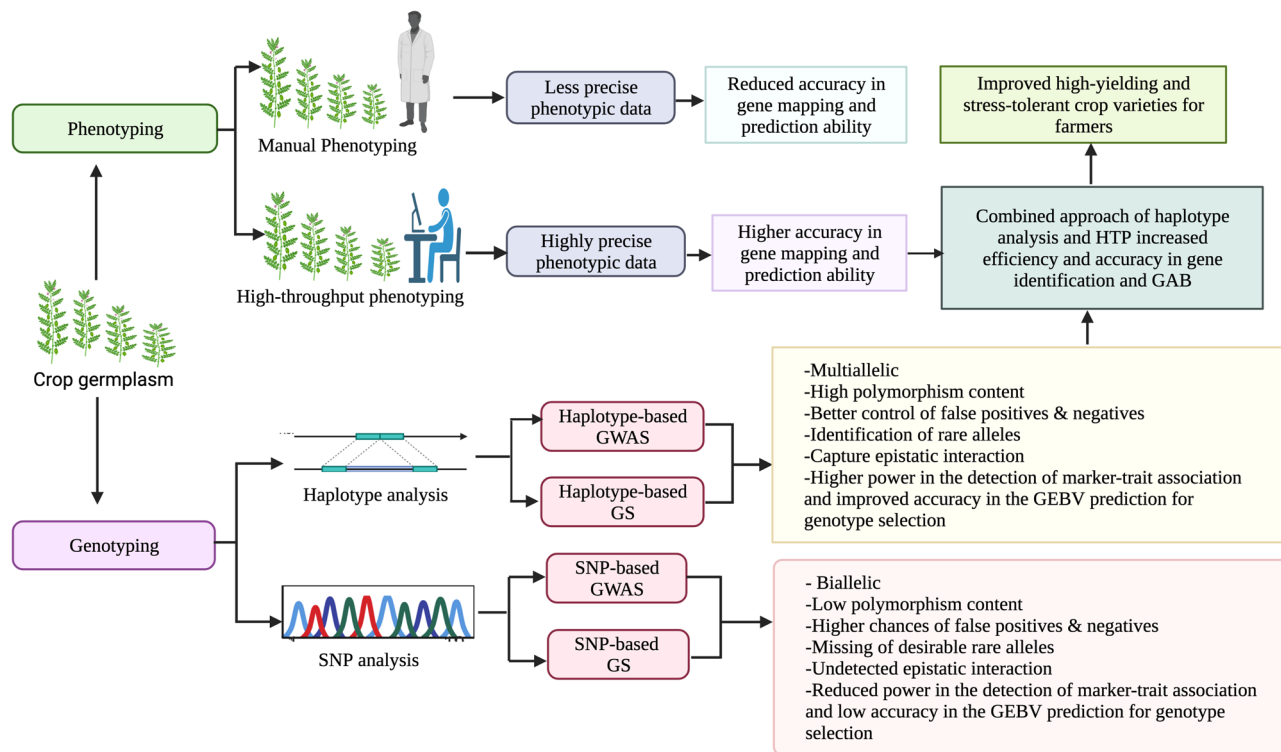 Phenotyping
Manual Phenotyping
Less precise
phenotypic data
Reduced accuracy in
gene mapping and
prediction ability
Improved high-yielding and
stress-tolerant crop varieties for
farmers
High-throughput phenotyping
Highly precise
phenotypic data
Higher accuracy in
gene mapping and
prediction ability
Combined approach of haplotype
analysis and HTP increased
efficiency and accuracy in gene
identification and GAB
Crop germplasm
Genotyping
Haplotype analysis
Haplotype-based
GWAS
Haplotype-based
GS
-Multiallelic
-High polymorphism content
-Better control of false positives & negatives
-Identification of rare alleles
-Capture epistatic interaction
-Higher power in the detection of marker-trait association
and improved accuracy in the GEBV prediction for
genotype selection
SNP analysis
SNP-based
GWAS
SNP-based
GS
- Biallelic
-Low polymorphism content
-Higher chances of false positives & negatives
-Missing of desirable rare alleles
-Undetected epistatic interaction
-Reduced power in the detection of marker-trait association
and low accuracy in the GEBV prediction for genotype
selection